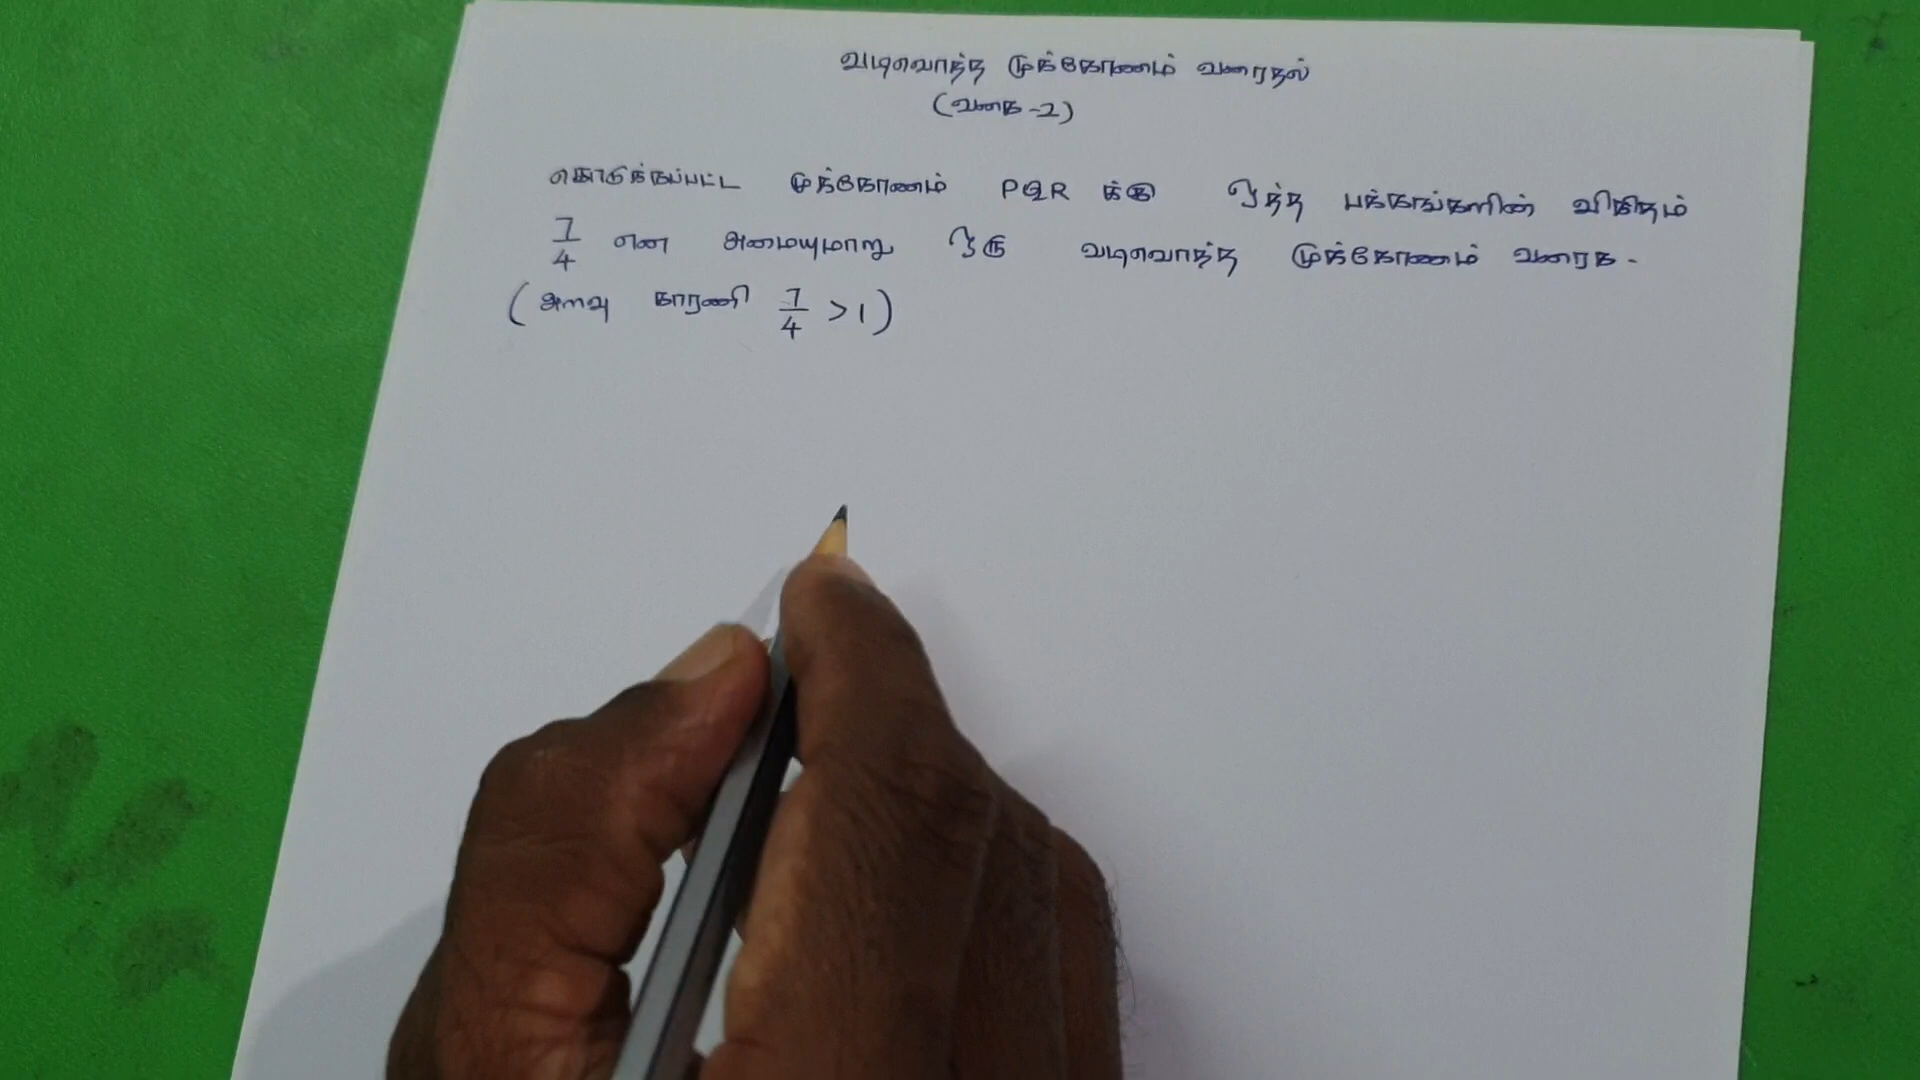 வடிவொத்த முக்கோணம் வரைதல்
(வகை -2)
கொடுக்கப்பட்ட முக்கோணம் PQR க்கு ஒத்த பக்கங்களின் விகிதம்
7/4 என அமையுமாறு ஒரு வடிவொத்த முக்கோணம் வரைக.
(அளவு காரணி 7/4 > 1)